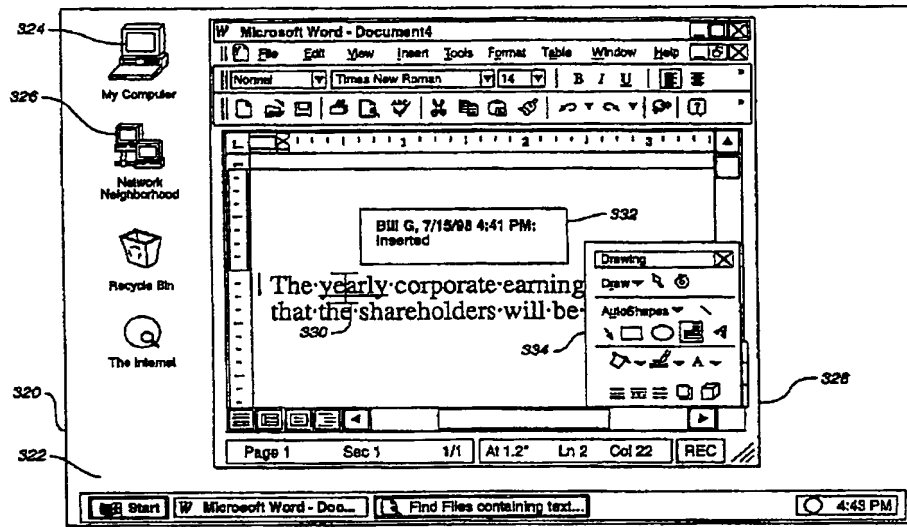 324
My Computer
326
Network
Neighborhood
Recycle Bin
The Internet
320
322
W Microsoft Word - Document4
File Edit View Insert Tools Format Table Window Help
Normal Times New Roman 14 B I U
L 1 2 3
Bill G, 7/15/98 4:41 PM:
Inserted
332
The·yearly·corporate·earning
that·the·shareholders·will·be·
330
334
Drawing
Draw
AutoShapes
A
328
Page 1 Sec 1 1/1 At 1.2" Ln 2 Col 22 REC
Start W Microsoft Word - Doc... Find Files containing text... 4:43 PM